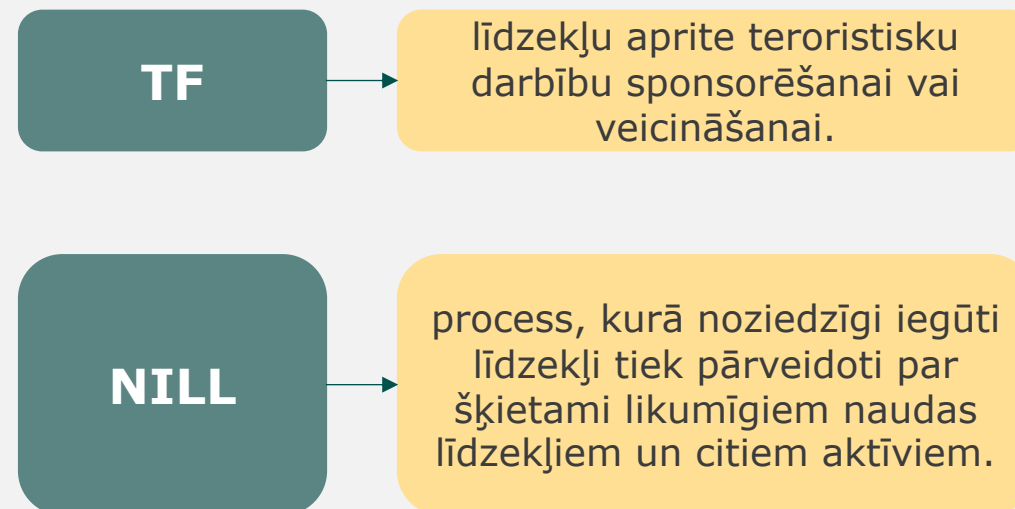 TF
līdzekļu aprite teroristisku
darbību sponsorēšanai vai
veicināšanai.
NILL
process, kurā noziedzīgi iegūti
līdzekļi tiek pārveidoti par
šķietami likumīgiem naudas
līdzekļiem un citiem aktīviem.